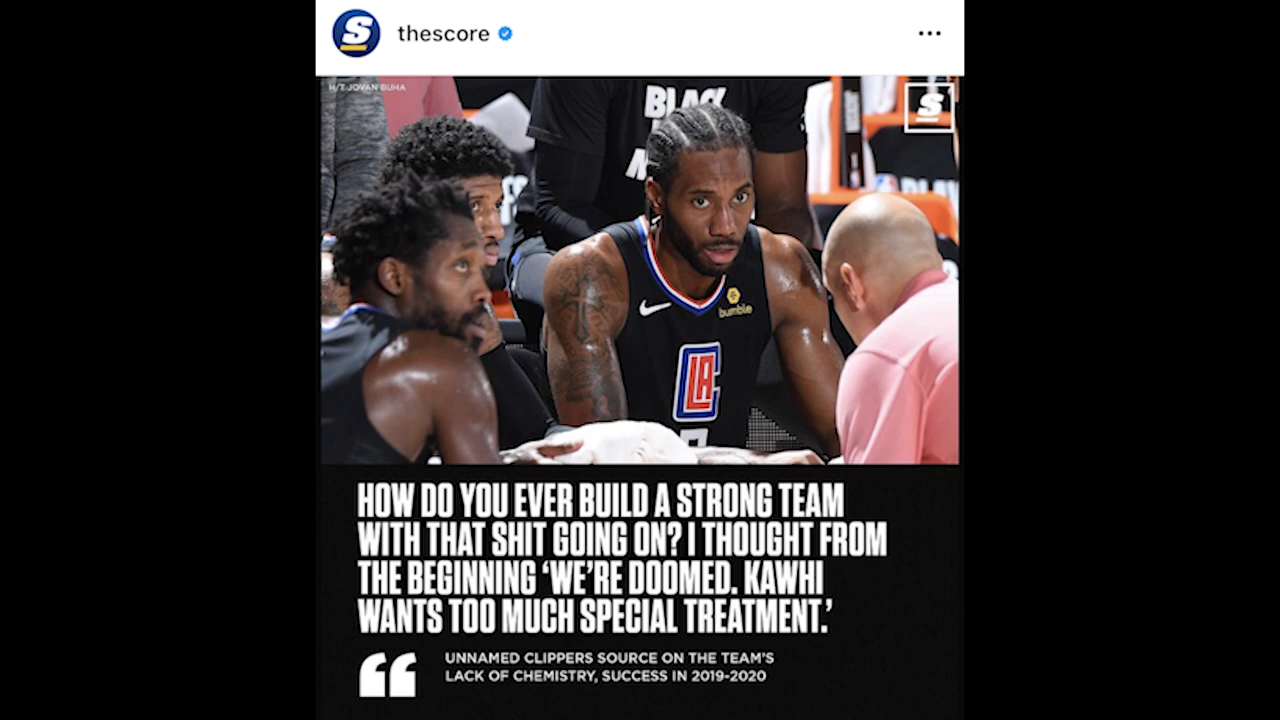 thescore
H/T JOVAN BUHA
S
BLACK
bumble
LA
HOW DO YOU EVER BUILD A STRONG TEAM
WITH THAT SHIT GOING ON? I THOUGHT FROM
THE BEGINNING ‘WE’RE DOOMED. KAWHI
WANTS TOO MUCH SPECIAL TREATMENT.’
UNNAMED CLIPPERS SOURCE ON THE TEAM’S
LACK OF CHEMISTRY, SUCCESS IN 2019-2020